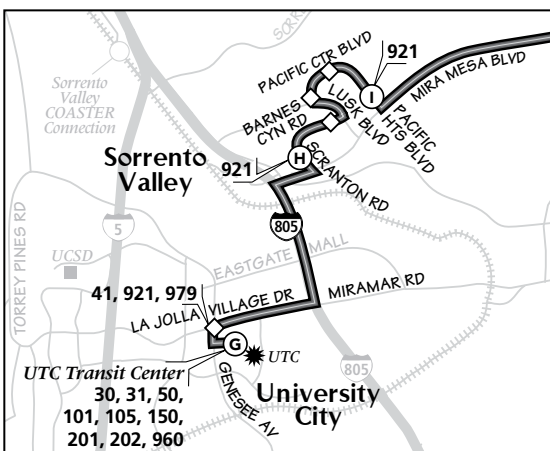 SORRE
PACIFIC CTR BLVD
921
MIRA MESA BLVD
Sorrento
Valley
COASTER
Connection
BARNES
CYN RD
LUSK BLVD
I
PACIFIC
HTS BLVD
Sorrento
Valley
H
921
SCRANTON RD
TORREY PINES RD
5
805
UCSD
EASTGATE MALL
41, 921, 979
LA JOLLA VILLAGE DR
MIRAMAR RD
G
UTC
UTC Transit Center
30, 31, 50,
101, 105, 150,
201, 202, 960
GENESEE AV
University
City
805